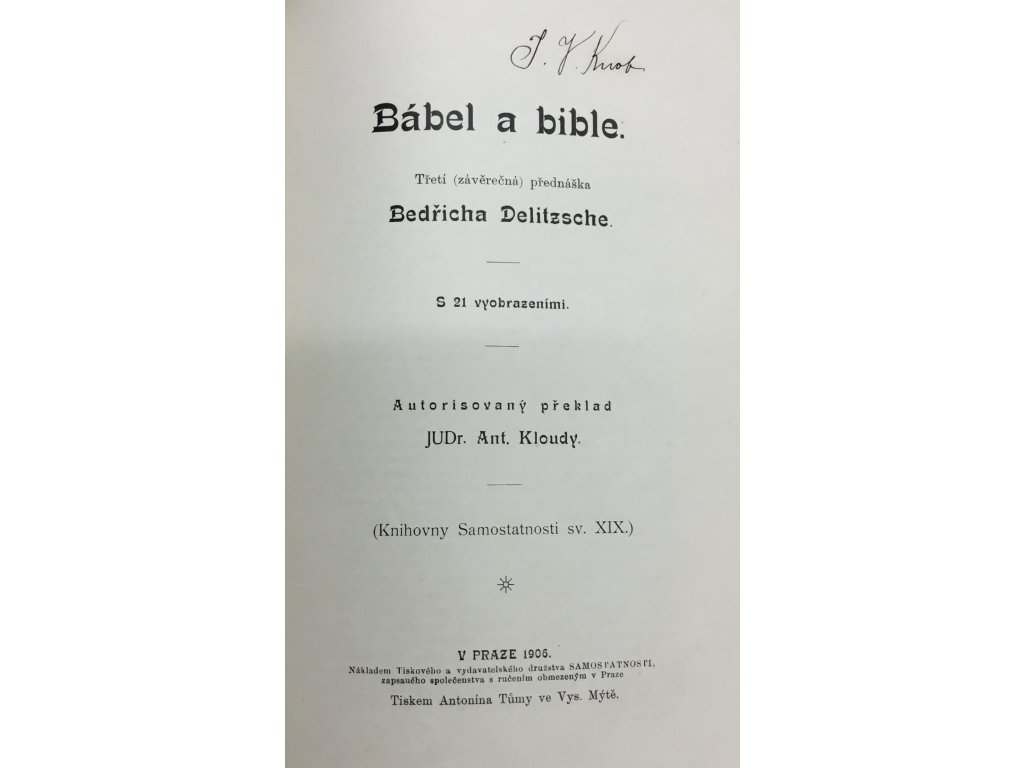 J. V. Knob
Bábel a bible.
Třetí (závěrečná) přednáška
Bedřicha Delitzsche.
S 21 vyobrazeními.
Autorisovaný překlad
JUDr. Ant. Kloudy.
(Knihovny Samostatnosti sv. XIX.)
V PRAZE 1906.
Nákladem Tiskového a vydavatelského družstva SAMOSTATNOSTI,
zapsaného společenstva s ručením obmezeným v Praze
Tiskem Antonína Tůmy ve Vys. Mýtě.